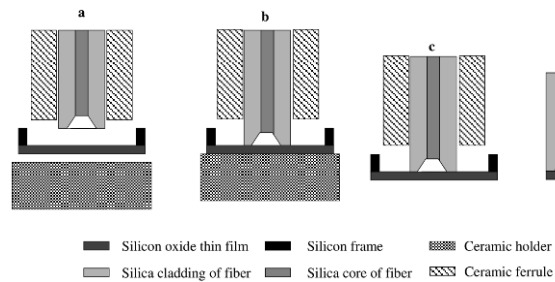 a
b
c
Silicon oxide thin film Silicon frame Ceramic holder
Silica cladding of fiber Silica core of fiber Ceramic ferrule